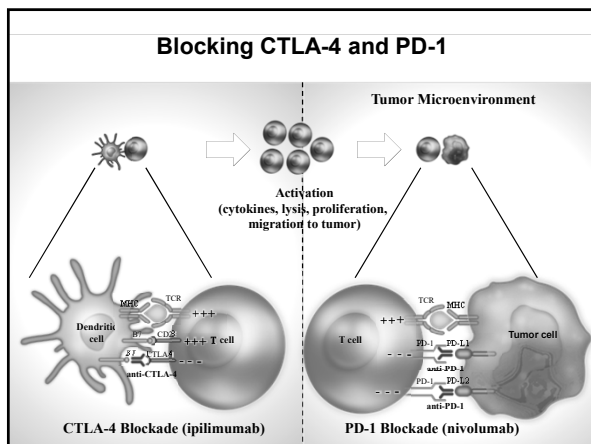 Blocking CTLA-4 and PD-1
Tumor Microenvironment
Activation
(cytokines, lysis, proliferation,
migration to tumor)
MHC
TCR
+++
Dendritic
cell
B7
CD28
+++
T cell
B7
CTLA4
- - -
anti-CTLA-4
CTLA-4 Blockade (ipilimumab)
TCR
MHC
+++
T cell
Tumor cell
PD-1
PD-L1
- - -
anti-PD-1
PD-1
PD-L2
- - -
anti-PD-1
PD-1 Blockade (nivolumab)